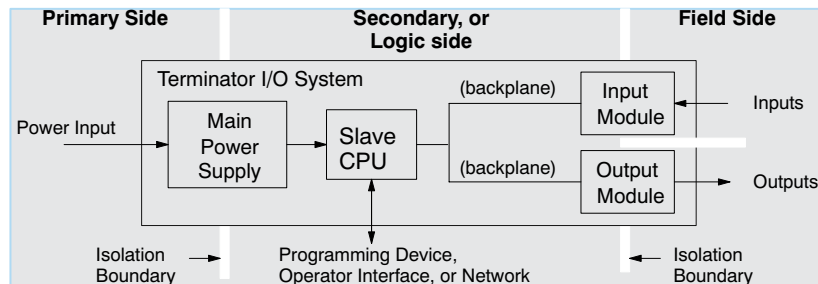 Primary Side
Secondary, or
Logic side
Field Side
Terminator I/O System
(backplane)
Input
Module
Inputs
Power Input
Main
Power
Supply
Slave
CPU
(backplane)
Output
Module
Outputs
Isolation
Boundary
Programming Device,
Operator Interface, or Network
Isolation
Boundary